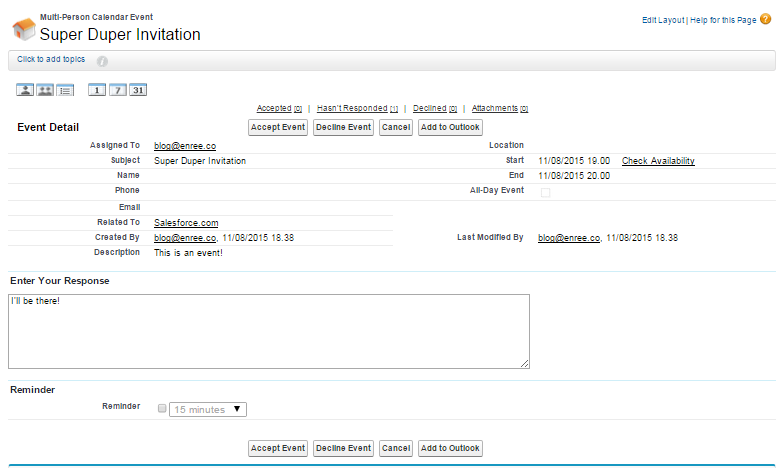 Multi-Person Calendar Event
Super Duper Invitation
Edit Layout | Help for this Page ?
Click to add topics i
1 7 31
Accepted [0] | Hasn't Responded [1] | Declined [0] | Attachments [0]
Event Detail Accept Event Decline Event Cancel Add to Outlook
Assigned To blog@enree.co Location
Subject Super Duper Invitation Start 11/08/2015 19.00 Check Availability
Name End 11/08/2015 20.00
Phone All-Day Event
Email
Related To Salesforce.com
Created By blog@enree.co, 11/08/2015 18.38 Last Modified By blog@enree.co, 11/08/2015 18.38
Description This is an event!
Enter Your Response
I'll be there!
Reminder
Reminder 15 minutes
Accept Event Decline Event Cancel Add to Outlook